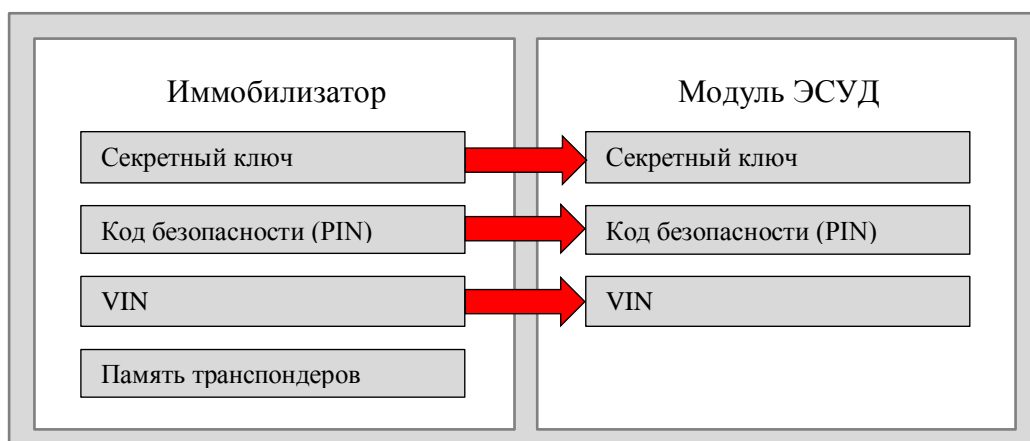 Иммобилизатор
Секретный ключ
Код безопасности (PIN)
VIN
Память транспондеров
Модуль ЭСУД
Секретный ключ
Код безопасности (PIN)
VIN